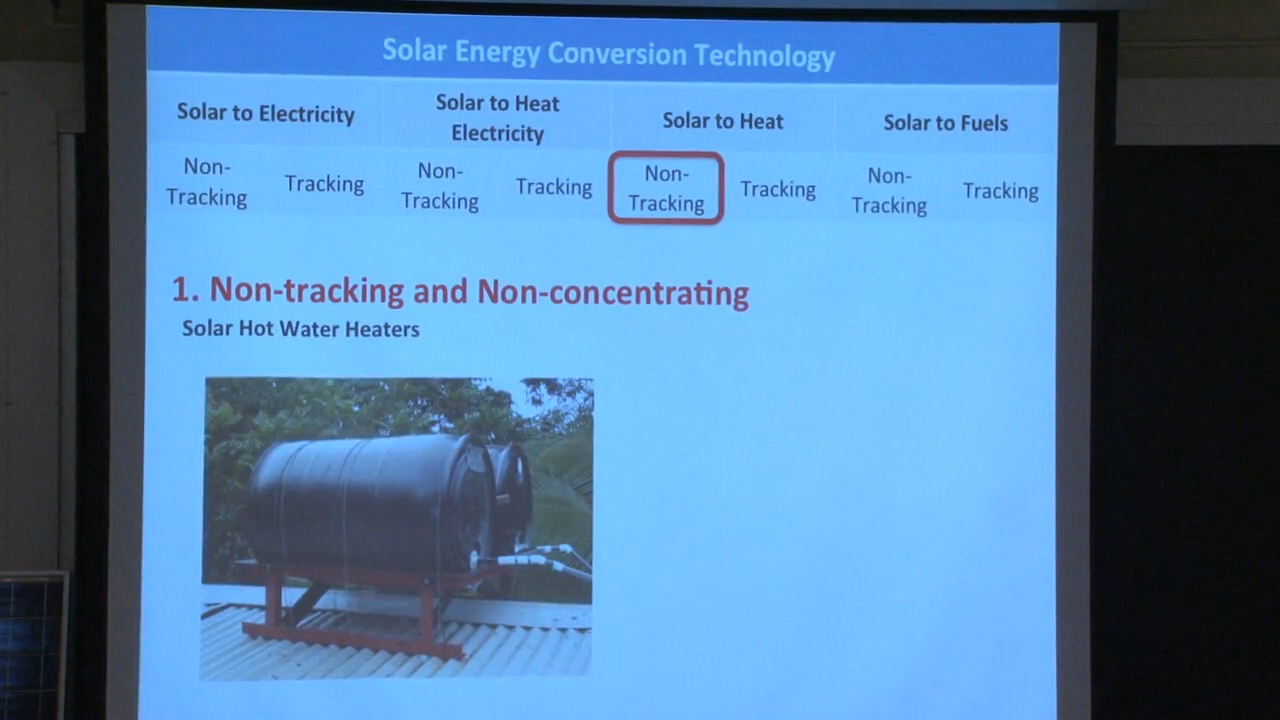 Solar Energy Conversion Technology
Solar to Electricity
Solar to Heat
Electricity
Solar to Heat
Solar to Fuels
Non-
Tracking
Tracking
Non-
Tracking
Tracking
Non-
Tracking
Tracking
Non-
Tracking
Tracking
1. Non-tracking and Non-concentrating
Solar Hot Water Heaters